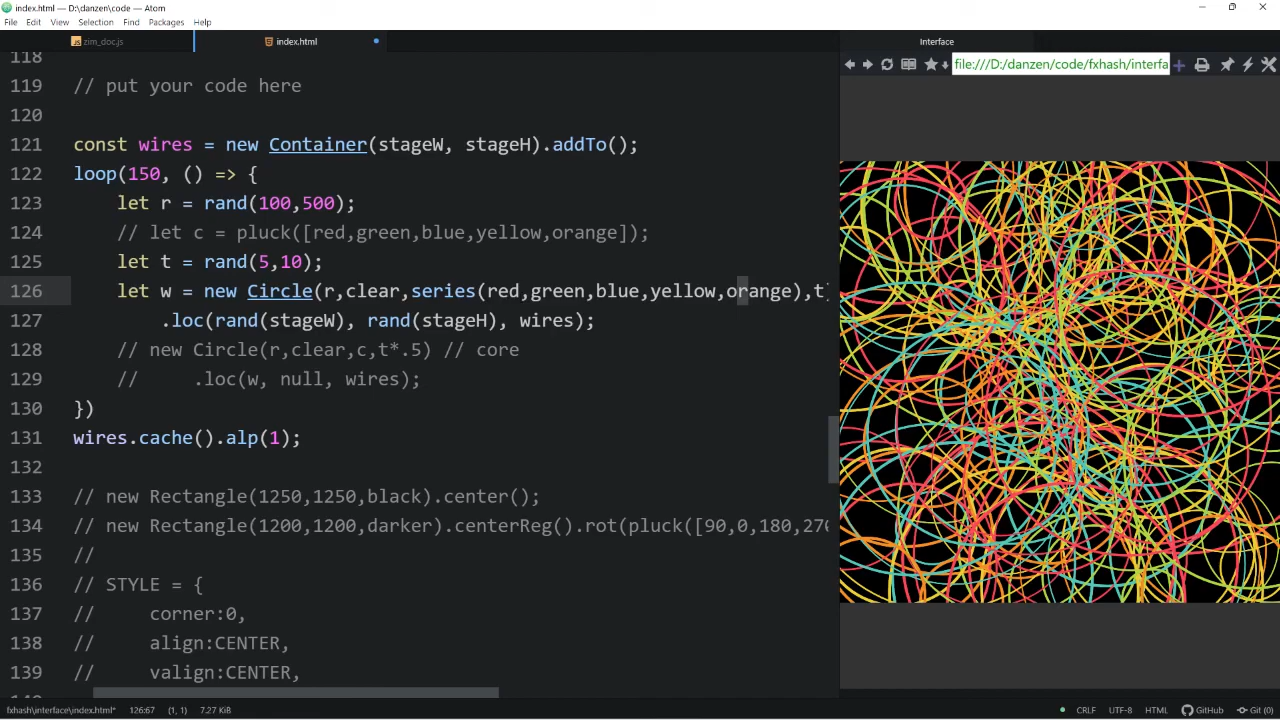 index.html — D:\danzen\code — Atom
File Edit View Selection Find Packages Help
zim_doc.js index.html Interface
file:///D:/danzen/code/fxhash/interfa
118
119 // put your code here
120
121 const wires = new Container(stageW, stageH).addTo();
122 loop(150, () => {
123 let r = rand(100,500);
124 // let c = pluck([red,green,blue,yellow,orange]);
125 let t = rand(5,10);
126 let w = new Circle(r,clear,series(red,green,blue,yellow,orange),t)
127 .loc(rand(stageW), rand(stageH), wires);
128 // new Circle(r,clear,c,t*.5) // core
129 // .loc(w, null, wires);
130 })
131 wires.cache().alp(1);
132
133 // new Rectangle(1250,1250,black).center();
134 // new Rectangle(1200,1200,darker).centerReg().rot(pluck([90,0,180,270
135 //
136 // STYLE = {
137 // corner:0,
138 // align:CENTER,
139 // valign:CENTER,
fxhash\interface\index.html* 126:67 (1, 1) 7.27 KiB CRLF UTF-8 HTML GitHub Git (0)